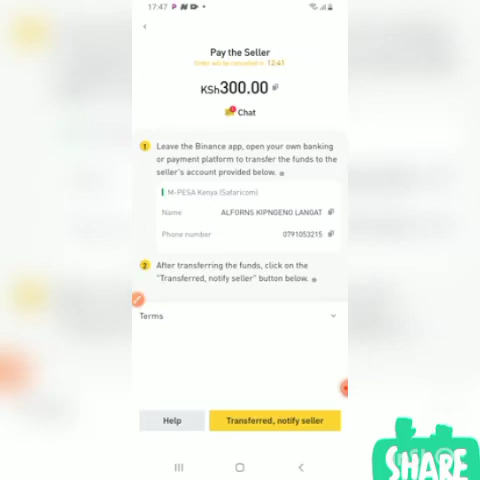 17:47
Pay the Seller
Order will be cancelled in 12:41
KSh300.00
Chat
1 Leave the Binance app, open your own banking
or payment platform to transfer the funds to the
seller's account provided below.
M-PESA Kenya (Safaricom)
Name ALFORNS KIPNGENO LANGAT
Phone number 0791053215
2 After transferring the funds, click on the
"Transferred, notify seller" button below.
Terms
Help Transferred, notify seller
SHARE